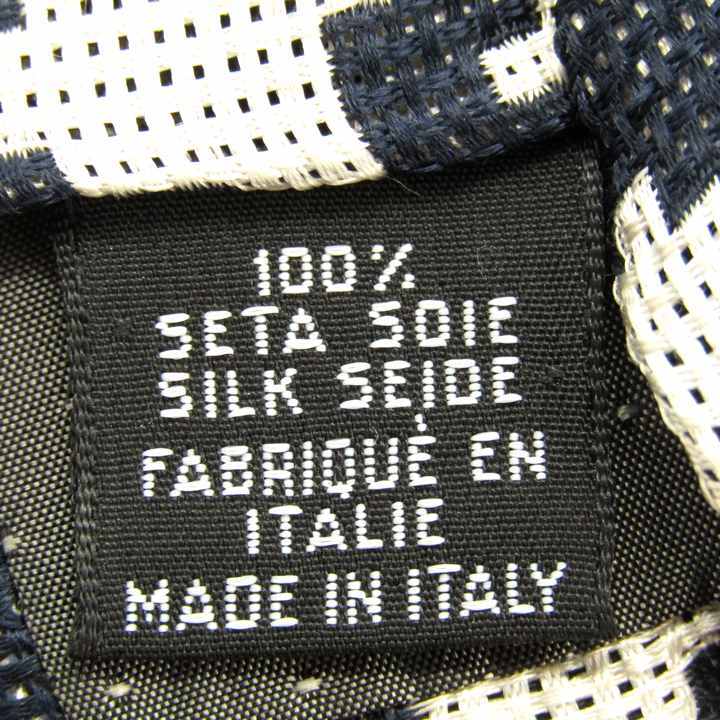 100%
SETA SOIE
SILK SEIDE
FABRIQUÉ EN
ITALIE
MADE IN ITALY